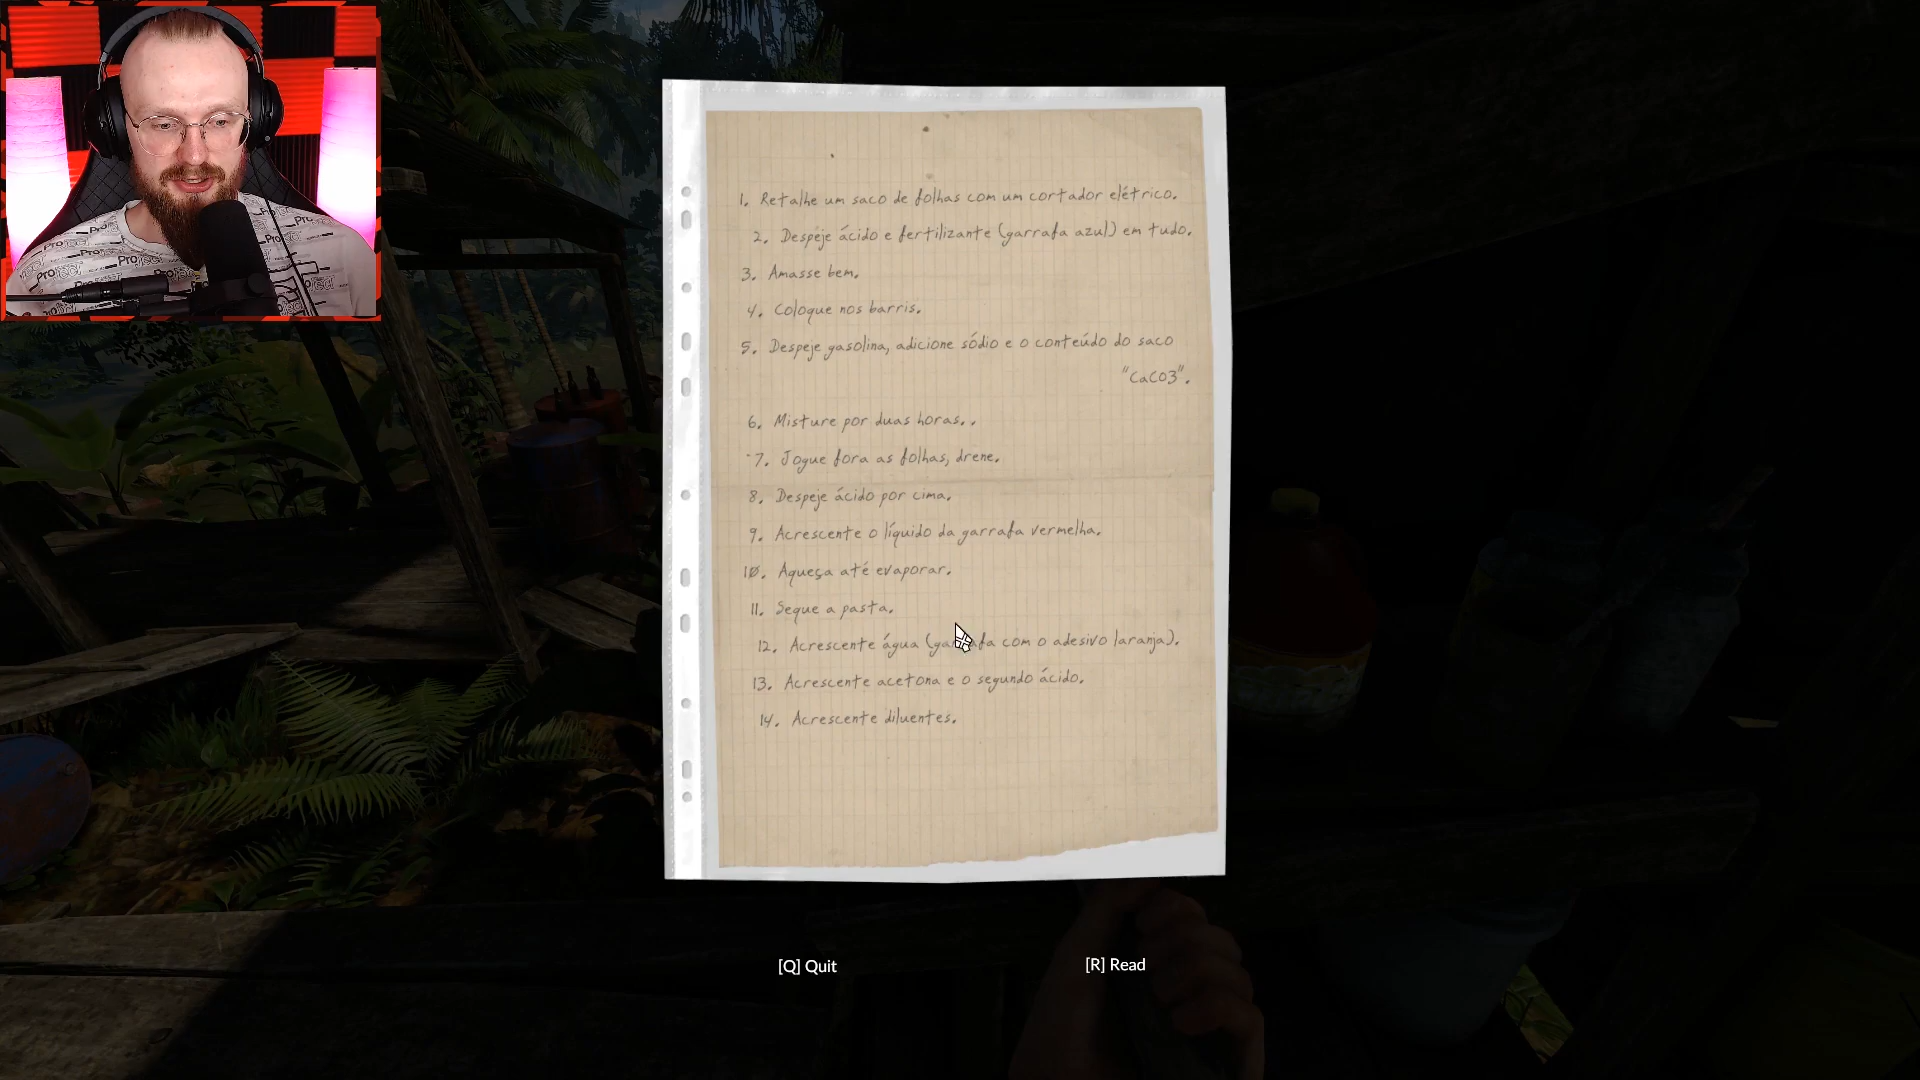 1. Retalhe um saco de folhas com um cortador elétrico.
2. Despeje ácido e fertilizante (garrafa azul) em tudo.
3. Amasse bem.
4. Coloque nos barris.
5. Despeje gasolina, adicione sódio e o conteúdo do saco
"CaCO3".
6. Misture por duas horas..
7. Jogue fora as folhas, drene.
8. Despeje ácido por cima.
9. Acrescente o líquido da garrafa vermelha.
10. Aqueça até evaporar.
11. Seque a pasta.
12. Acrescente água (garrafa com o adesivo laranja).
13. Acrescente acetona e o segundo ácido.
14. Acrescente diluentes.
[Q] Quit
[R] Read